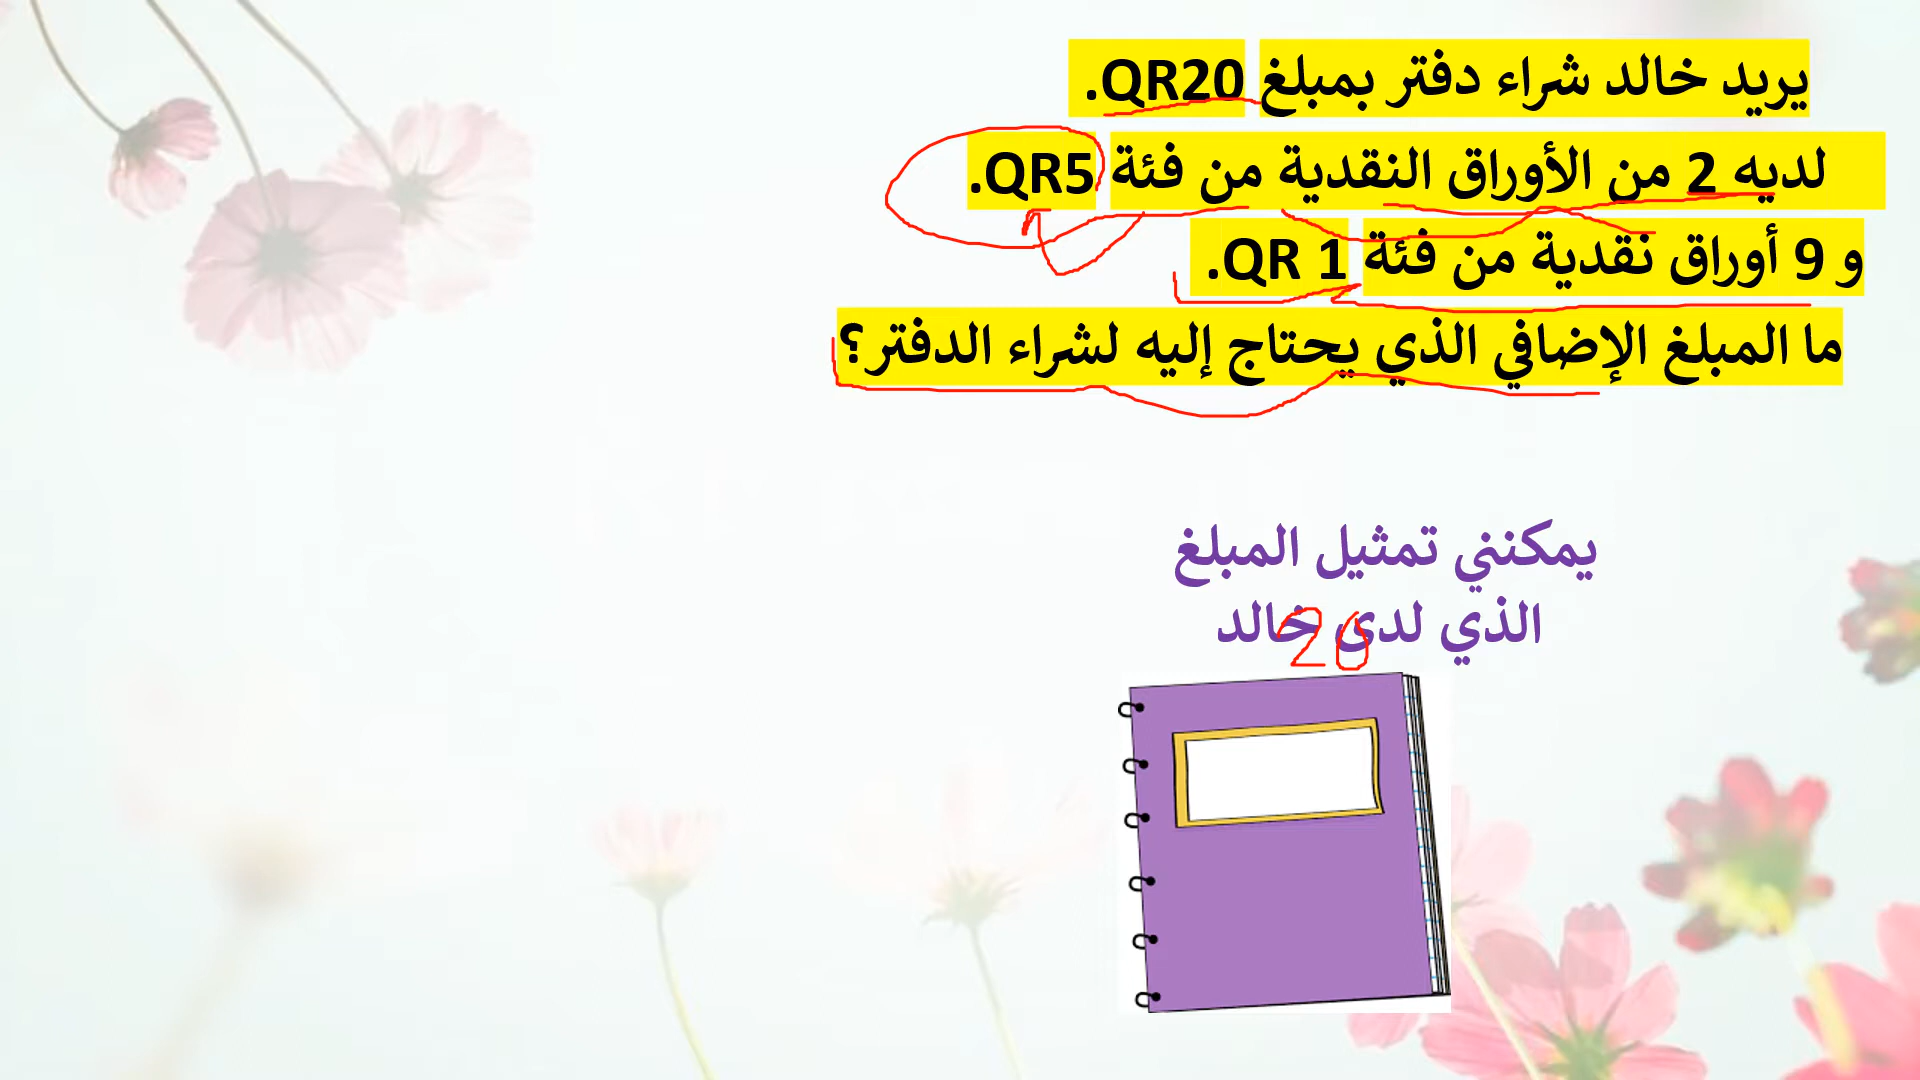 يريد خالد شراء دفتر بمبلغ QR20.
لديه 2 من الأوراق النقدية من فئة QR5.
و 9 أوراق نقدية من فئة QR 1.
ما المبلغ الإضافي الذي يحتاج إليه لشراء الدفتر؟
يمكنني تمثيل المبلغ
الذي لدى خالد
20